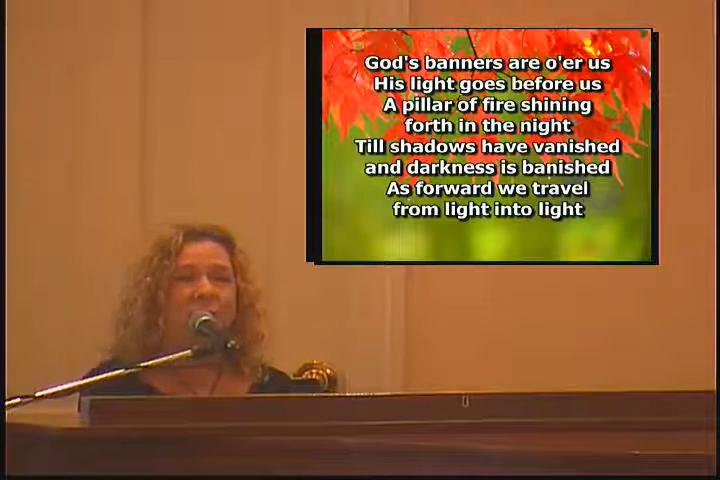 God's banners are o'er us
His light goes before us
A pillar of fire shining
forth in the night
Till shadows have vanished
and darkness is banished
As forward we travel
from light into light